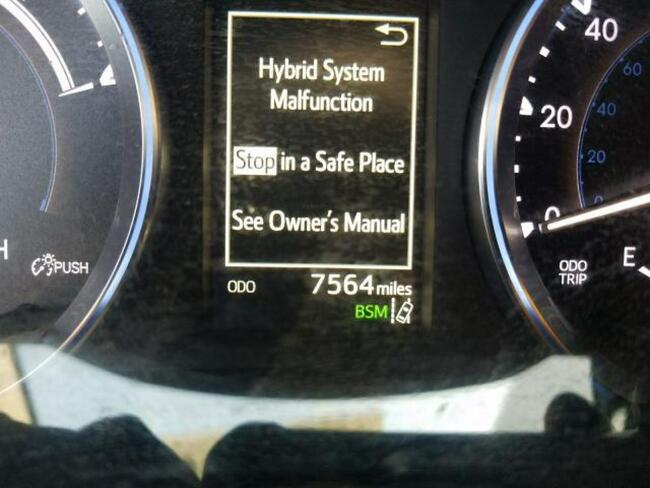 Hybrid System
Malfunction
Stop in a Safe Place
See Owner's Manual
ODO 7564 miles
BSM
H
PUSH
40
20
0
60
40
20
0
ODO
TRIP
E